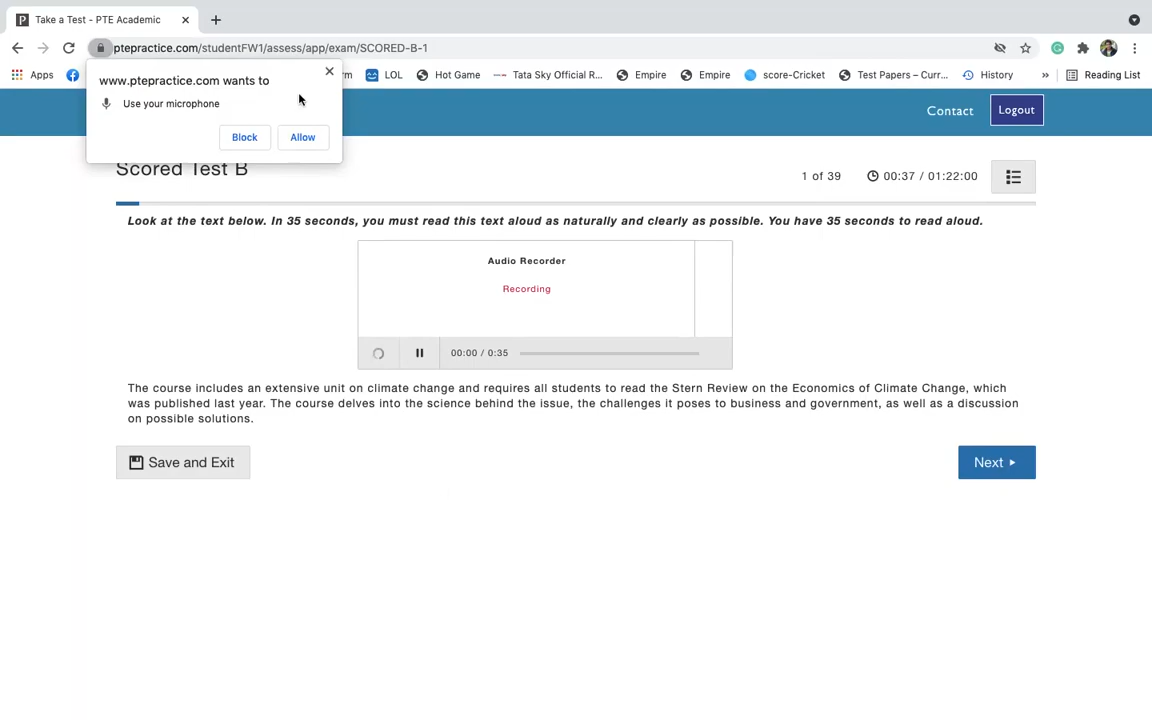 P Take a Test - PTE Academic
ptepractice.com/studentFW1/assess/app/exam/SCORED-B-1
Apps rm LOL Hot Game Tata Sky Official R... Empire Empire score-Cricket Test Papers – Curr... History » Reading List
www.ptepractice.com wants to
Use your microphone
Block Allow
Contact Logout
Scored Test B
1 of 39 00:37 / 01:22:00
Look at the text below. In 35 seconds, you must read this text aloud as naturally and clearly as possible. You have 35 seconds to read aloud.
Audio Recorder
Recording
00:00 / 0:35
The course includes an extensive unit on climate change and requires all students to read the Stern Review on the Economics of Climate Change, which
was published last year. The course delves into the science behind the issue, the challenges it poses to business and government, as well as a discussion
on possible solutions.
Save and Exit Next